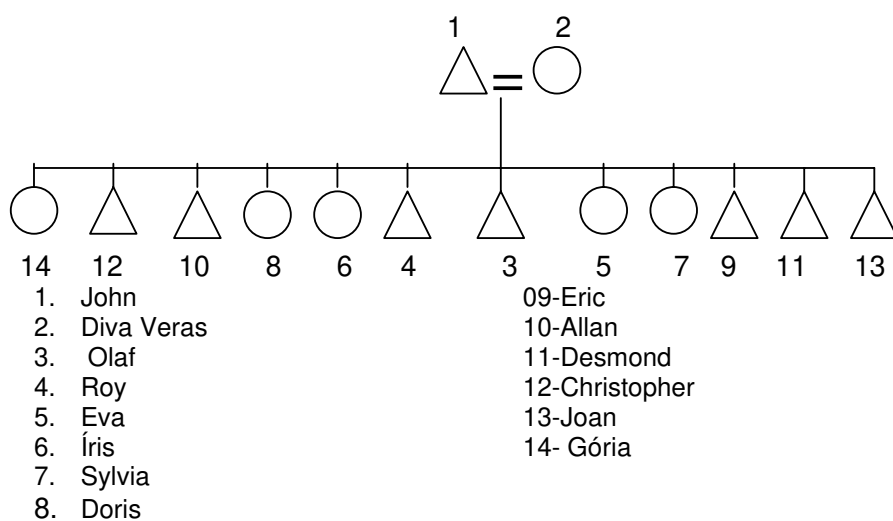 1 2
14 12 10 8 6 4 3 5 7 9 11 13
1. John
2. Diva Veras
3. Olaf
4. Roy
5. Eva
6. Íris
7. Sylvia
8. Doris
09-Eric
10-Allan
11-Desmond
12-Christopher
13-Joan
14- Gória